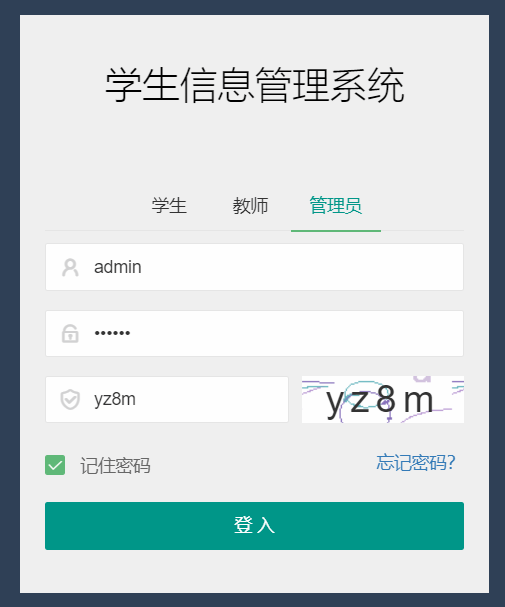 学生信息管理系统
学生 教师 管理员
admin
••••••
yz8m yz8m
记住密码 忘记密码?
登入